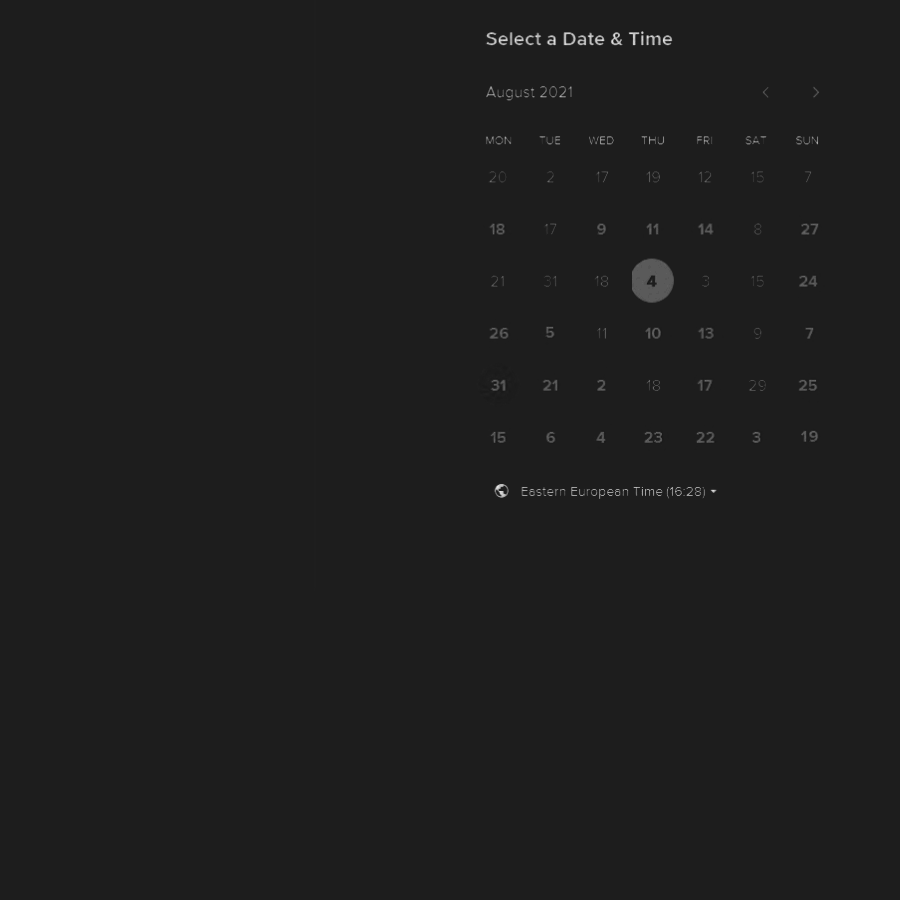 Select a Date & Time
August 2021
MON TUE WED THU FRI SAT SUN
20 2 17 19 12 15 7
18 17 9 11 14 8 27
21 31 18 4 3 15 24
26 5 11 10 13 9 7
31 21 2 18 17 29 25
15 6 4 23 22 3 19
Eastern European Time (16:28)